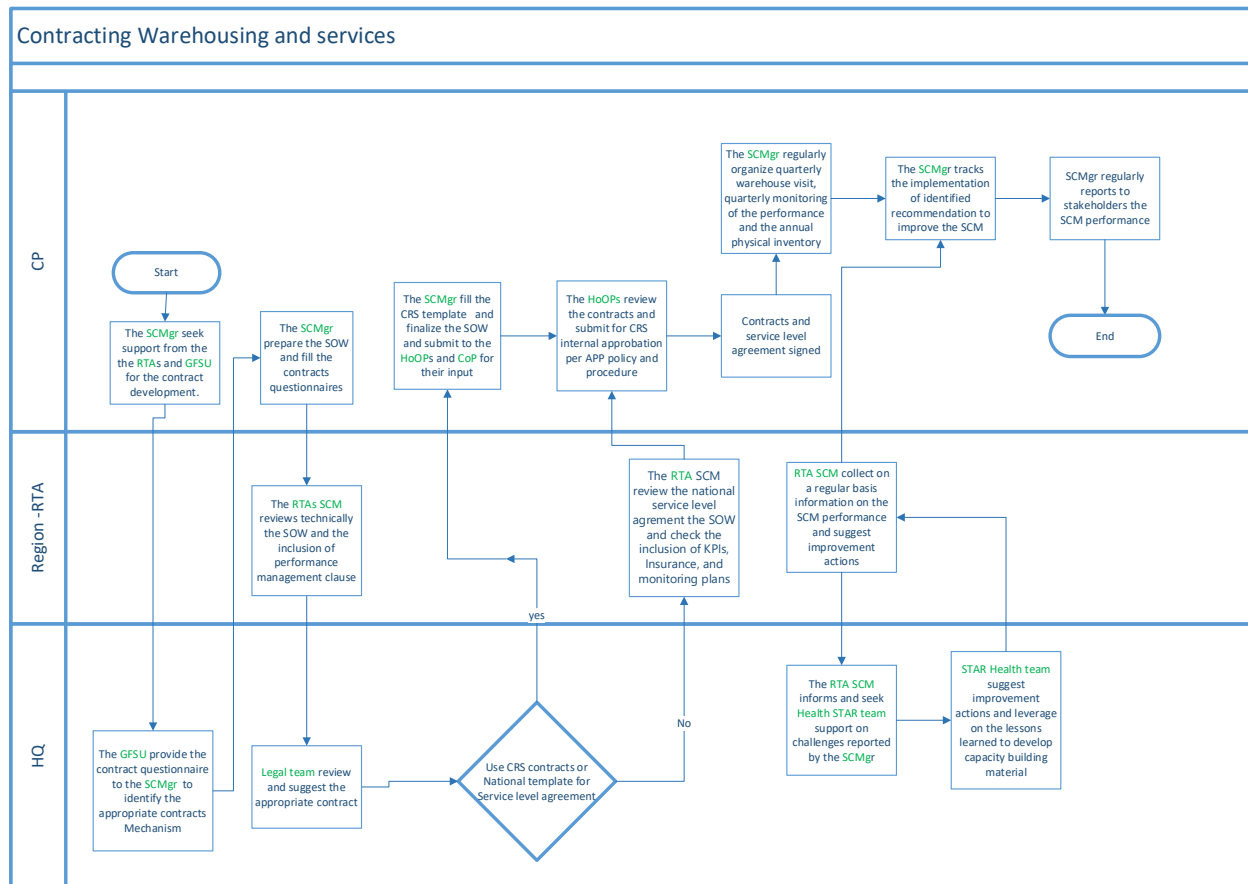 Contracting Warehousing and services
CP
Start
The SCMgr seek
support from the
the RTAs and GFSU
for the contract
development.
The SCMgr
prepare the SOW
and fill the
contracts
questionnaires
The SCMgr fill the
CRS template and
finalize the SOW
and submit to the
HoOPs and CoP for
their input
The HoOPs review
the contracts and
submit for CRS
internal approbation
per APP policy and
procedure
Contracts and
service level
agreement signed
The SCMgr regularly
organize quarterly
warehouse visit,
quarterly monitoring
of the performance
and the annual
physical inventory
The SCMgr tracks
the implementation
of identified
recommendation to
improve the SCM
SCMgr regularly
reports to
stakeholders the
SCM performance
End
Region -RTA
The RTAs SCM
reviews technically
the SOW and the
inclusion of
performance
management clause
The RTA SCM
review the national
service level
agrement the SOW
and check the
inclusion of KPIs,
Insurance, and
monitoring plans
RTA SCM collect on
a regular basis
information on the
SCM performance
and suggest
improvement
actions
yes
HQ
The GFSU provide the
contract questionnaire
to the SCMgr to
identify the
appropriate contracts
Mechanism
Legal team review
and suggest the
appropriate contract
Use CRS contracts or
National template for
Service level agreement
No
The RTA SCM
informs and seek
Health STAR team
support on
challenges reported
by the SCMgr
STAR Health team
suggest
improvement
actions and leverage
on the lessons
learned to develop
capacity building
material